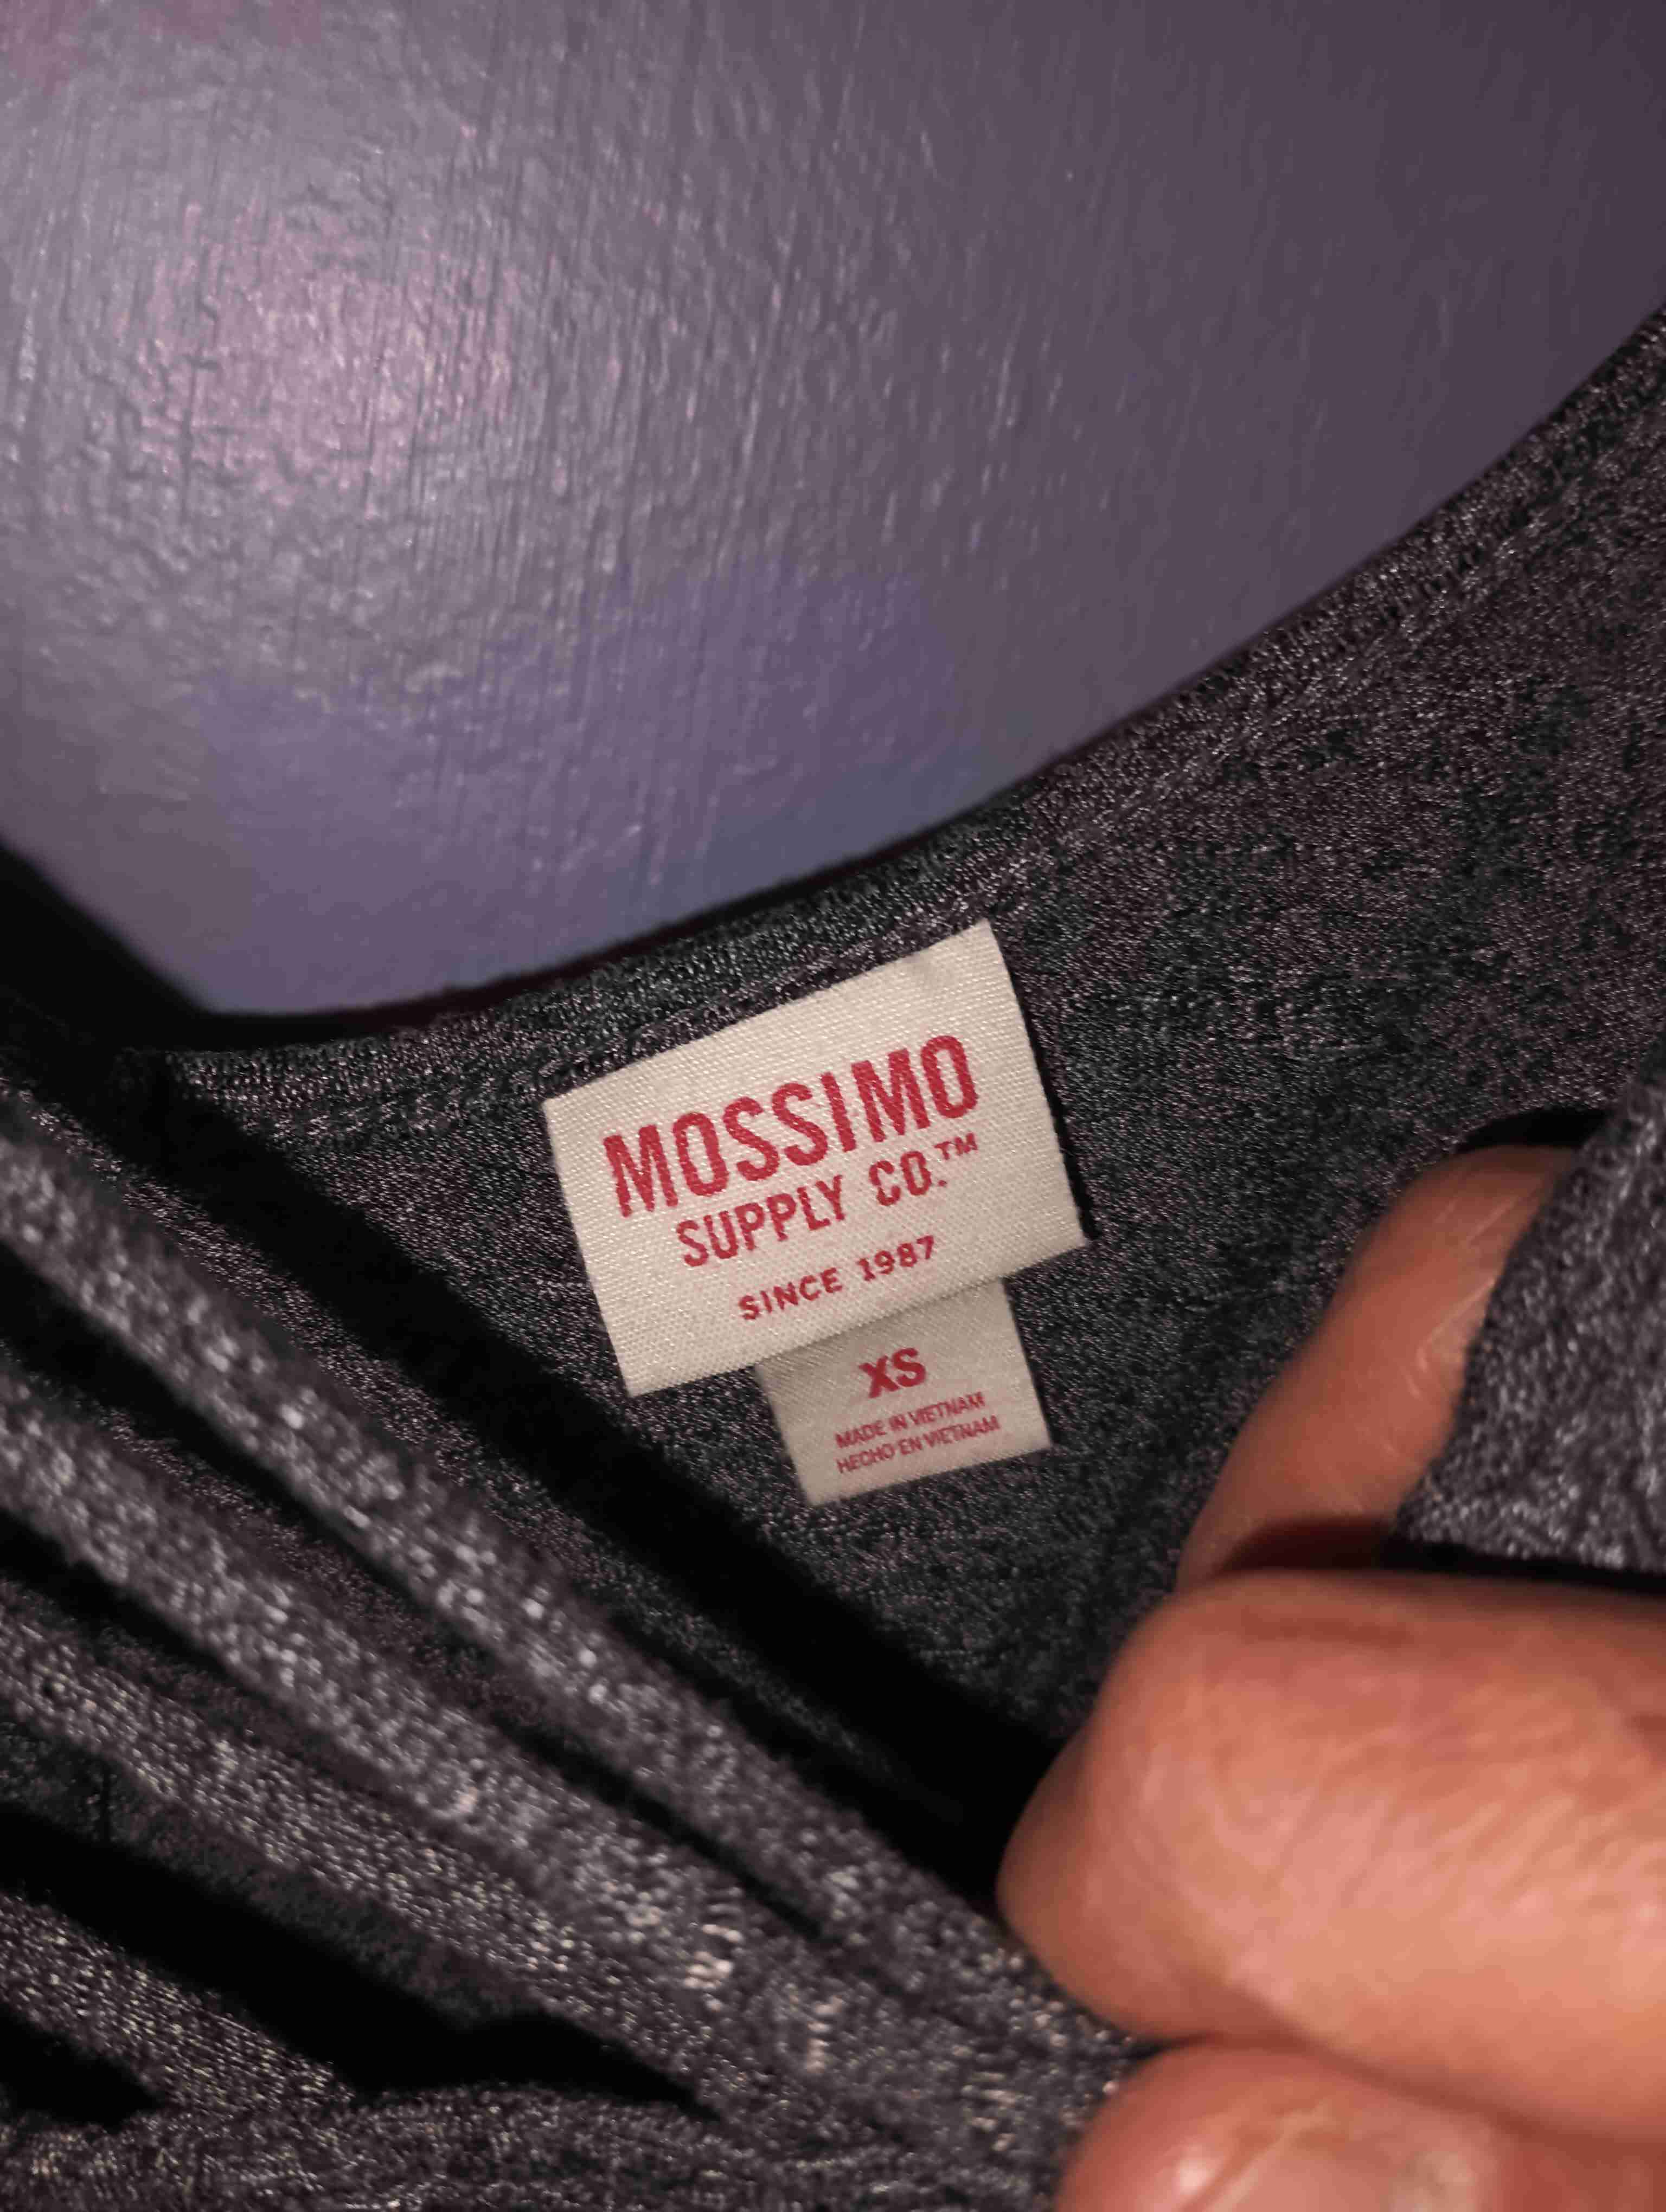 MOSSIMO
SUPPLY CO.™
SINCE 1987
XS
MADE IN VIETNAM
HECHO EN VIETNAM